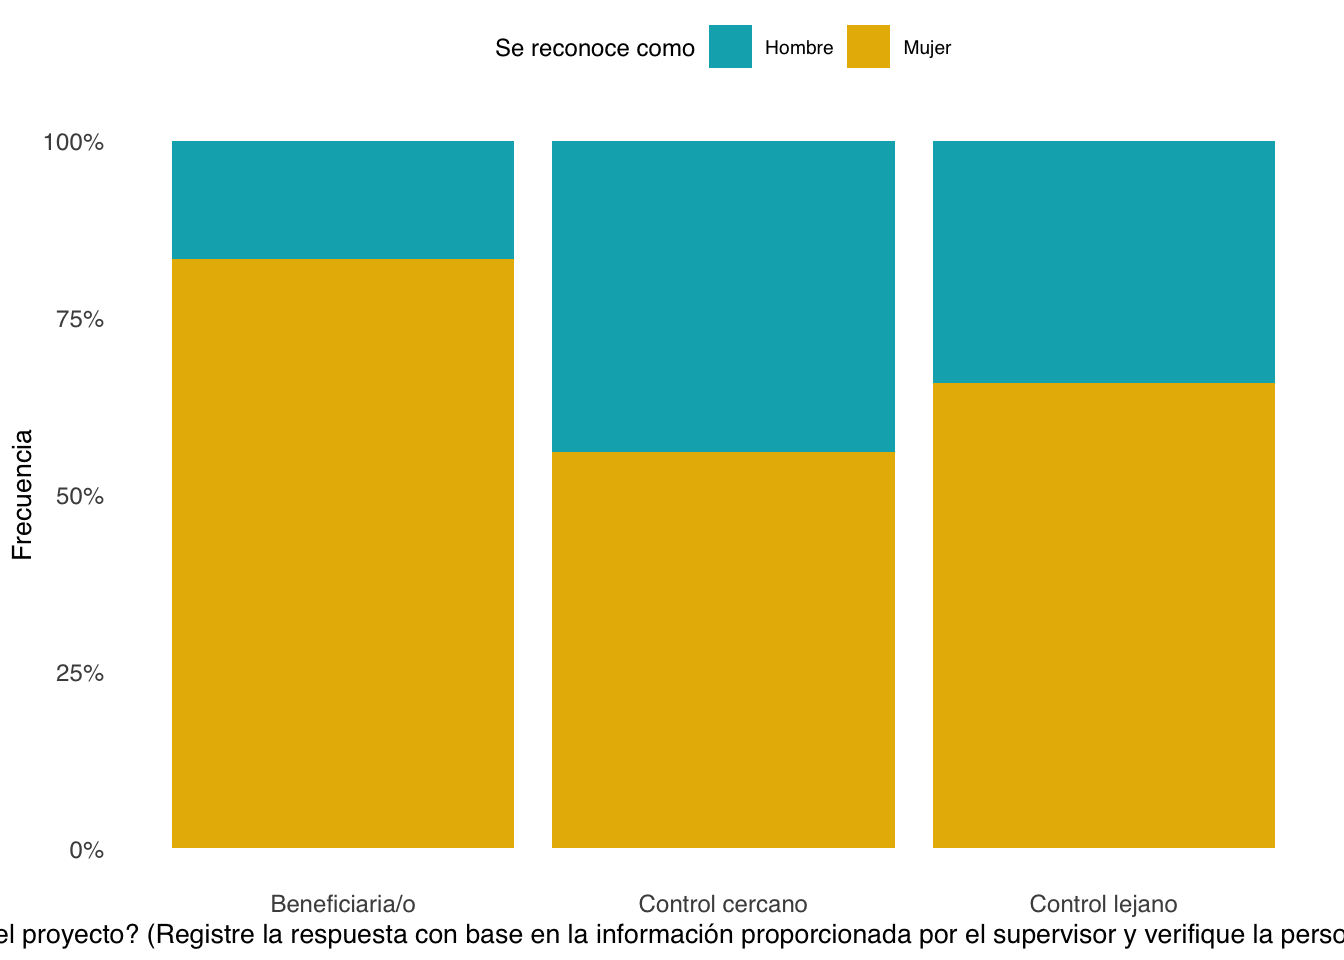 Se reconoce como Hombre Mujer
100%
75%
50%
25%
0%
Frecuencia
Beneficiaria/o Control cercano Control lejano
el proyecto? (Registre la respuesta con base en la información proporcionada por el supervisor y verifique la perso